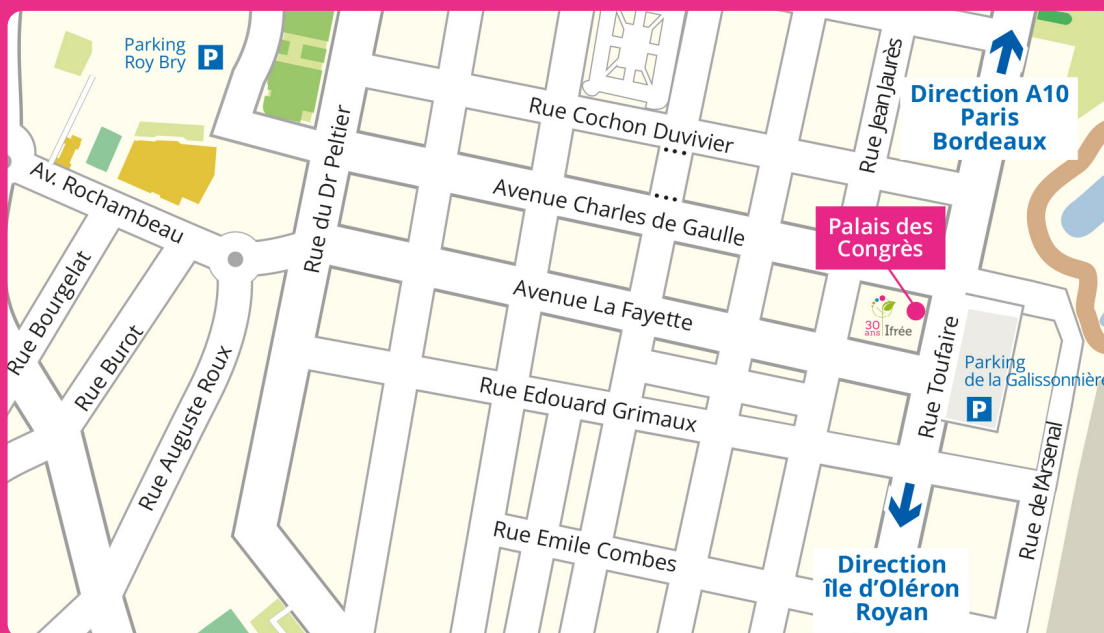 Parking
Roy Bry
P
Rue du Dr Peltier
Rue Cochon Duvivier
Rue Jean Jaurès
Direction A10
Paris
Bordeaux
Av. Rochambeau
Avenue Charles de Gaulle
Palais des
Congrès
Rue Bourgelat
Rue Burot
Rue Auguste Roux
Avenue La Fayette
30
ans
Ifrée
Rue Toufaire
Parking
de la Galissonnière
P
Rue Edouard Grimaux
Rue de l'Arsenal
Rue Emile Combes
Direction
île d'Oléron
Royan